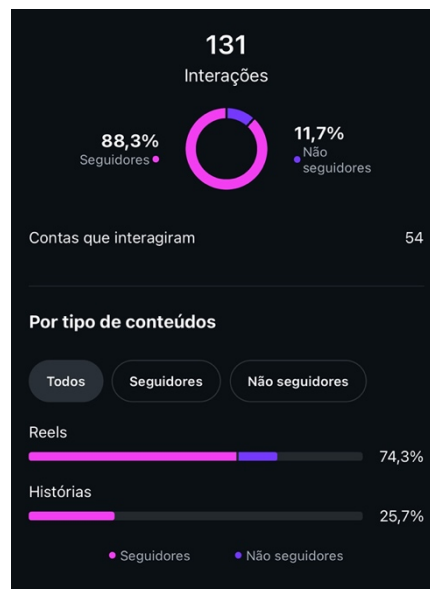 131
Interações
88,3%
Seguidores
11,7%
Não
seguidores
Contas que interagiram 54
Por tipo de conteúdos
Todos Seguidores Não seguidores
Reels
74,3%
Histórias
25,7%
Seguidores Não seguidores